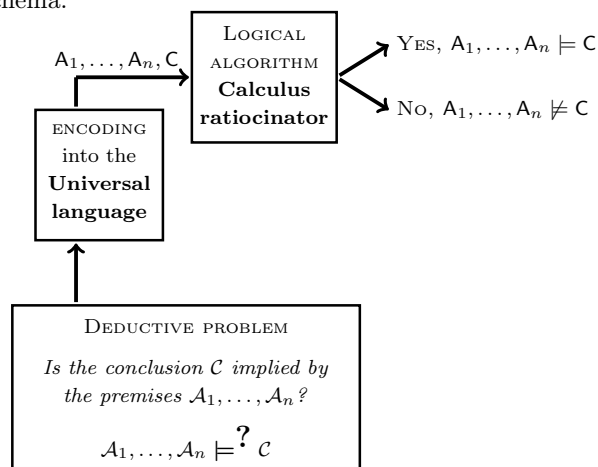 thema.
LOGICAL
ALGORITHM
Calculus
ratiocinator
A₁, . . . , Aₙ, C
YES, A₁, . . . , Aₙ ⊨ C
NO, A₁, . . . , Aₙ ⊭ C
ENCODING
into the
Universal
language
DEDUCTIVE PROBLEM
Is the conclusion 𝒞 implied by
the premises 𝒜₁, . . . , 𝒜ₙ?
𝒜₁, . . . , 𝒜ₙ ⊨? 𝒞